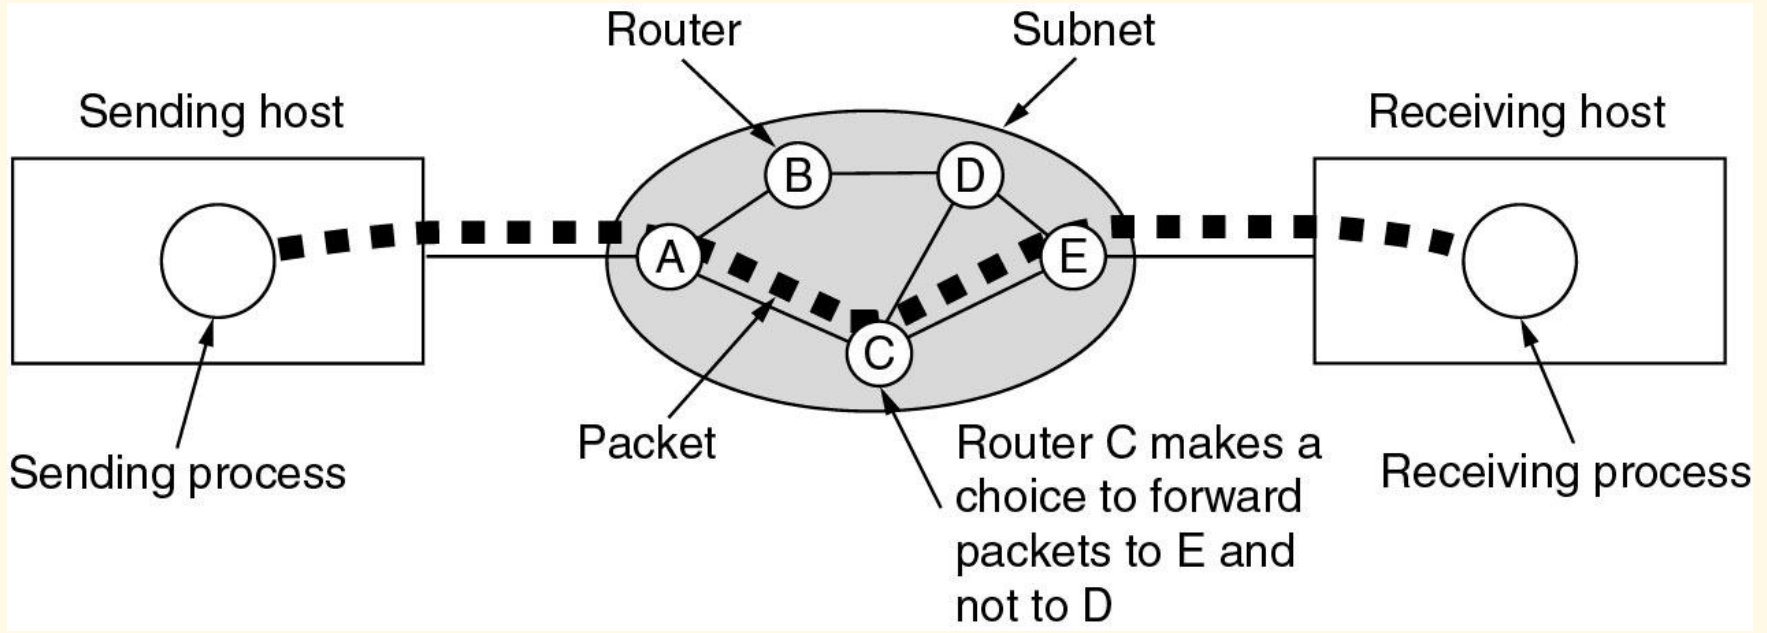 Router
Subnet
Sending host
Receiving host
B
D
A
E
C
Packet
Router C makes a
choice to forward
packets to E and
not to D
Sending process
Receiving process